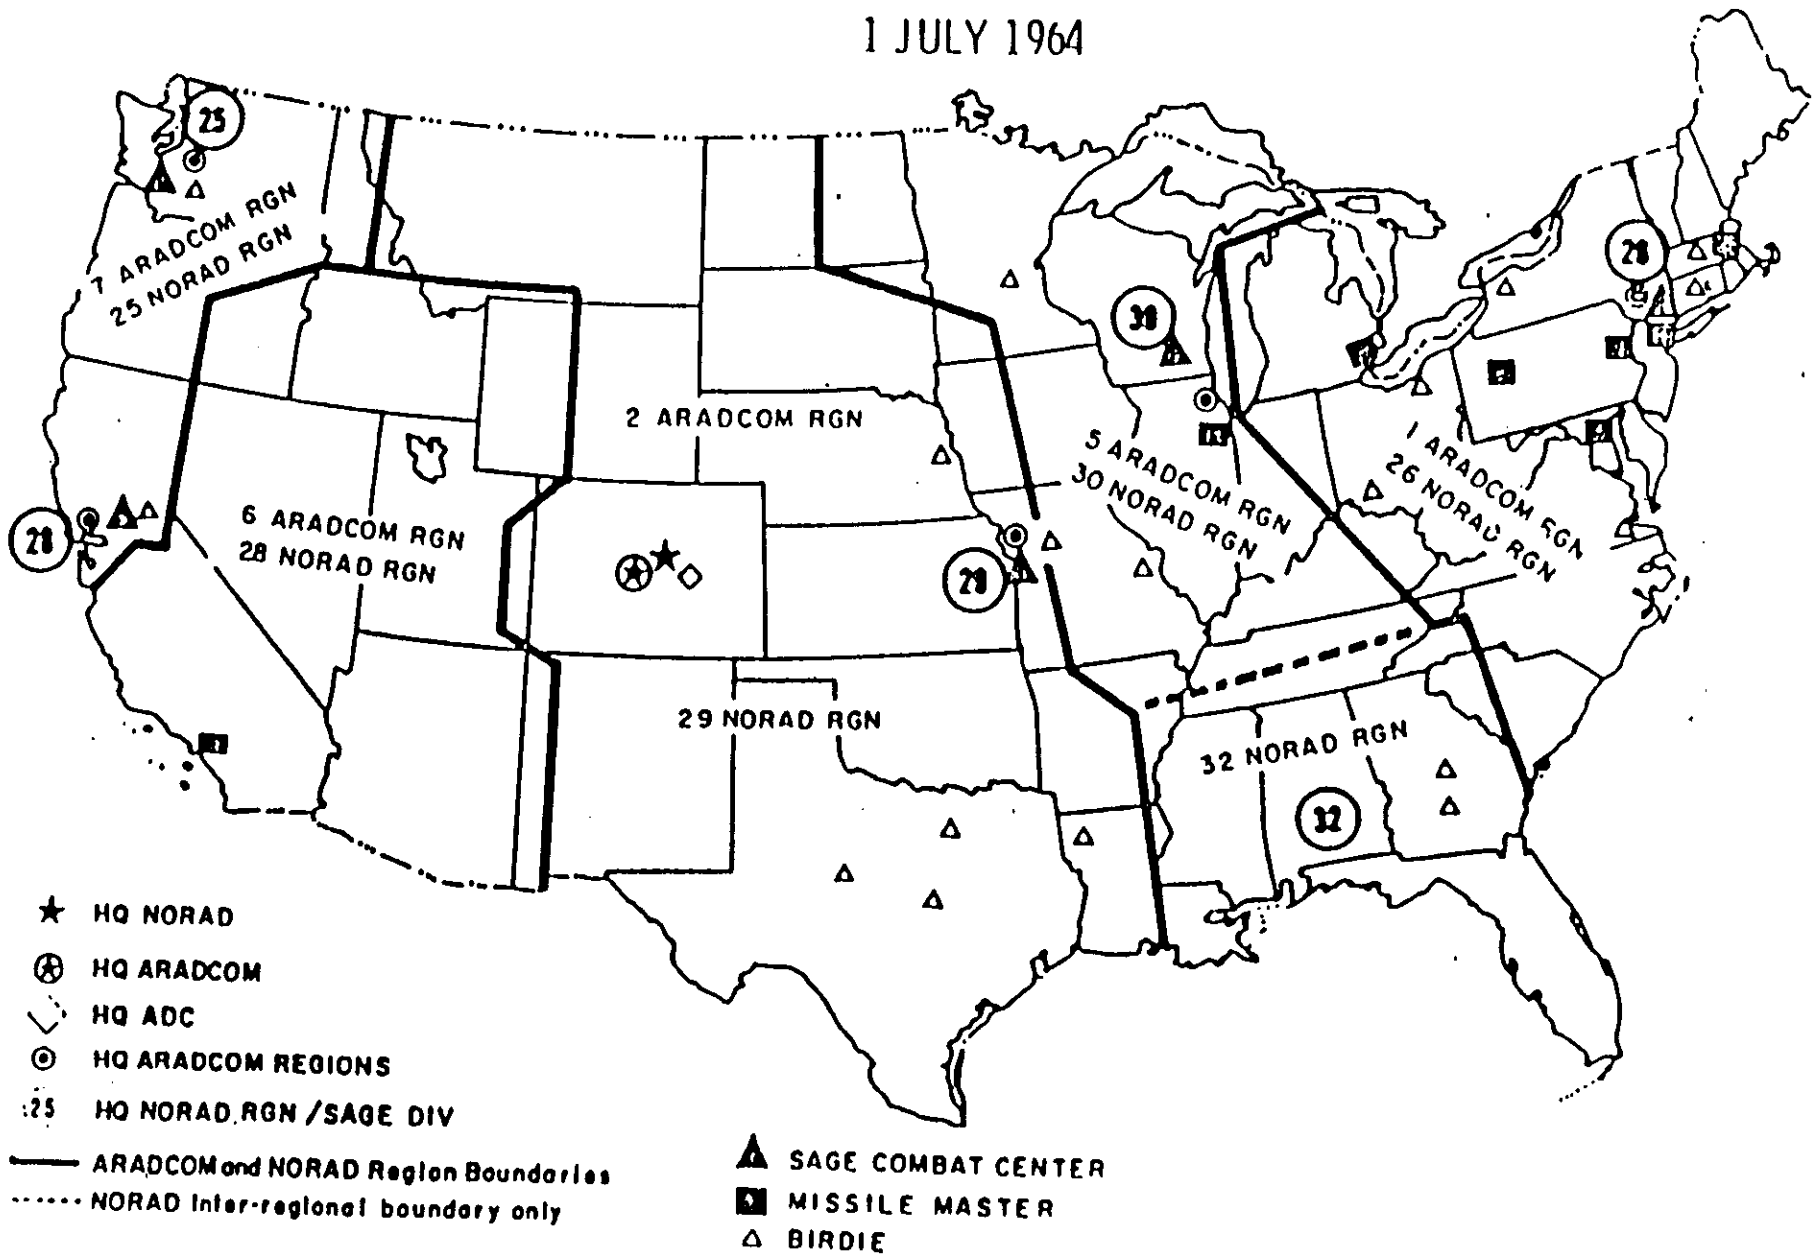 1 JULY 1964
25
7 ARADCOM RGN
25 NORAD RGN
28
30
2 ARADCOM RGN
5 ARADCOM RGN
30 NORAD RGN
1 ARADCOM RGN
26 NORAD RGN
28
6 ARADCOM RGN
28 NORAD RGN
29
29 NORAD RGN
32 NORAD RGN
32
HQ NORAD
HQ ARADCOM
HQ ADC
HQ ARADCOM REGIONS
25 HQ NORAD RGN / SAGE DIV
ARADCOM and NORAD Region Boundaries
NORAD Inter-regional boundary only
SAGE COMBAT CENTER
MISSILE MASTER
BIRDIE